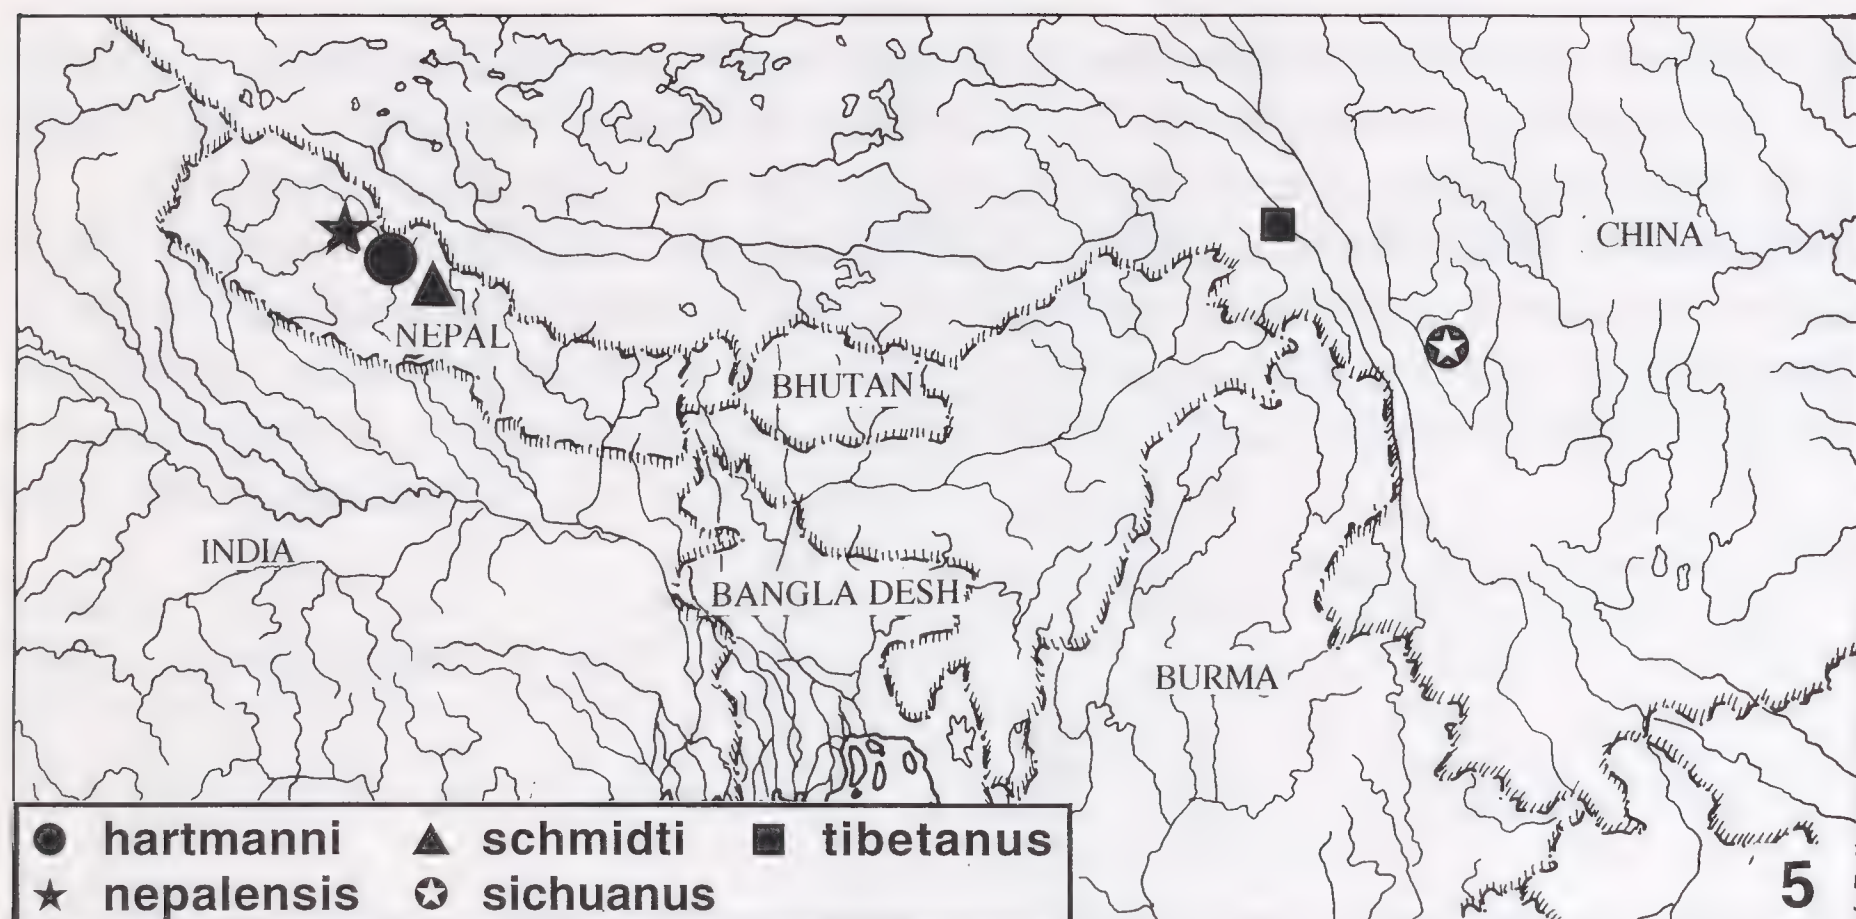 CHINA
NEPAL
BHUTAN
INDIA
BANGLA DESH
BURMA
hartmanni schmidti tibetanus
nepalensis sichuanus
5